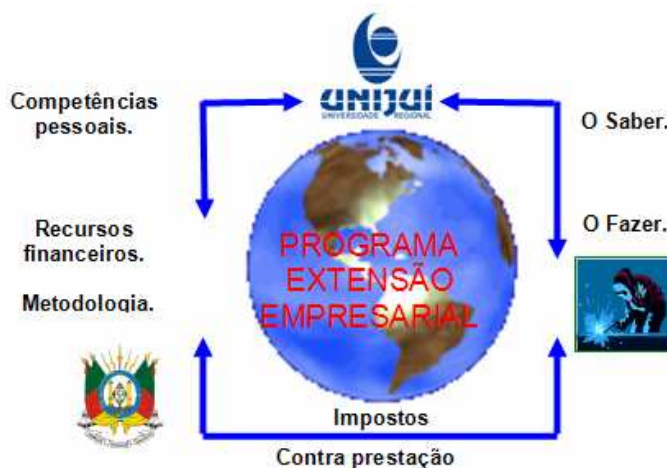 UNIJUÍ
UNIVERSIDADE REGIONAL
Competências
pessoais.
O Saber.
Recursos
financeiros.
O Fazer.
Metodologia.
PROGRAMA
EXTENSÃO
EMPRESARIAL
Impostos
Contra prestação